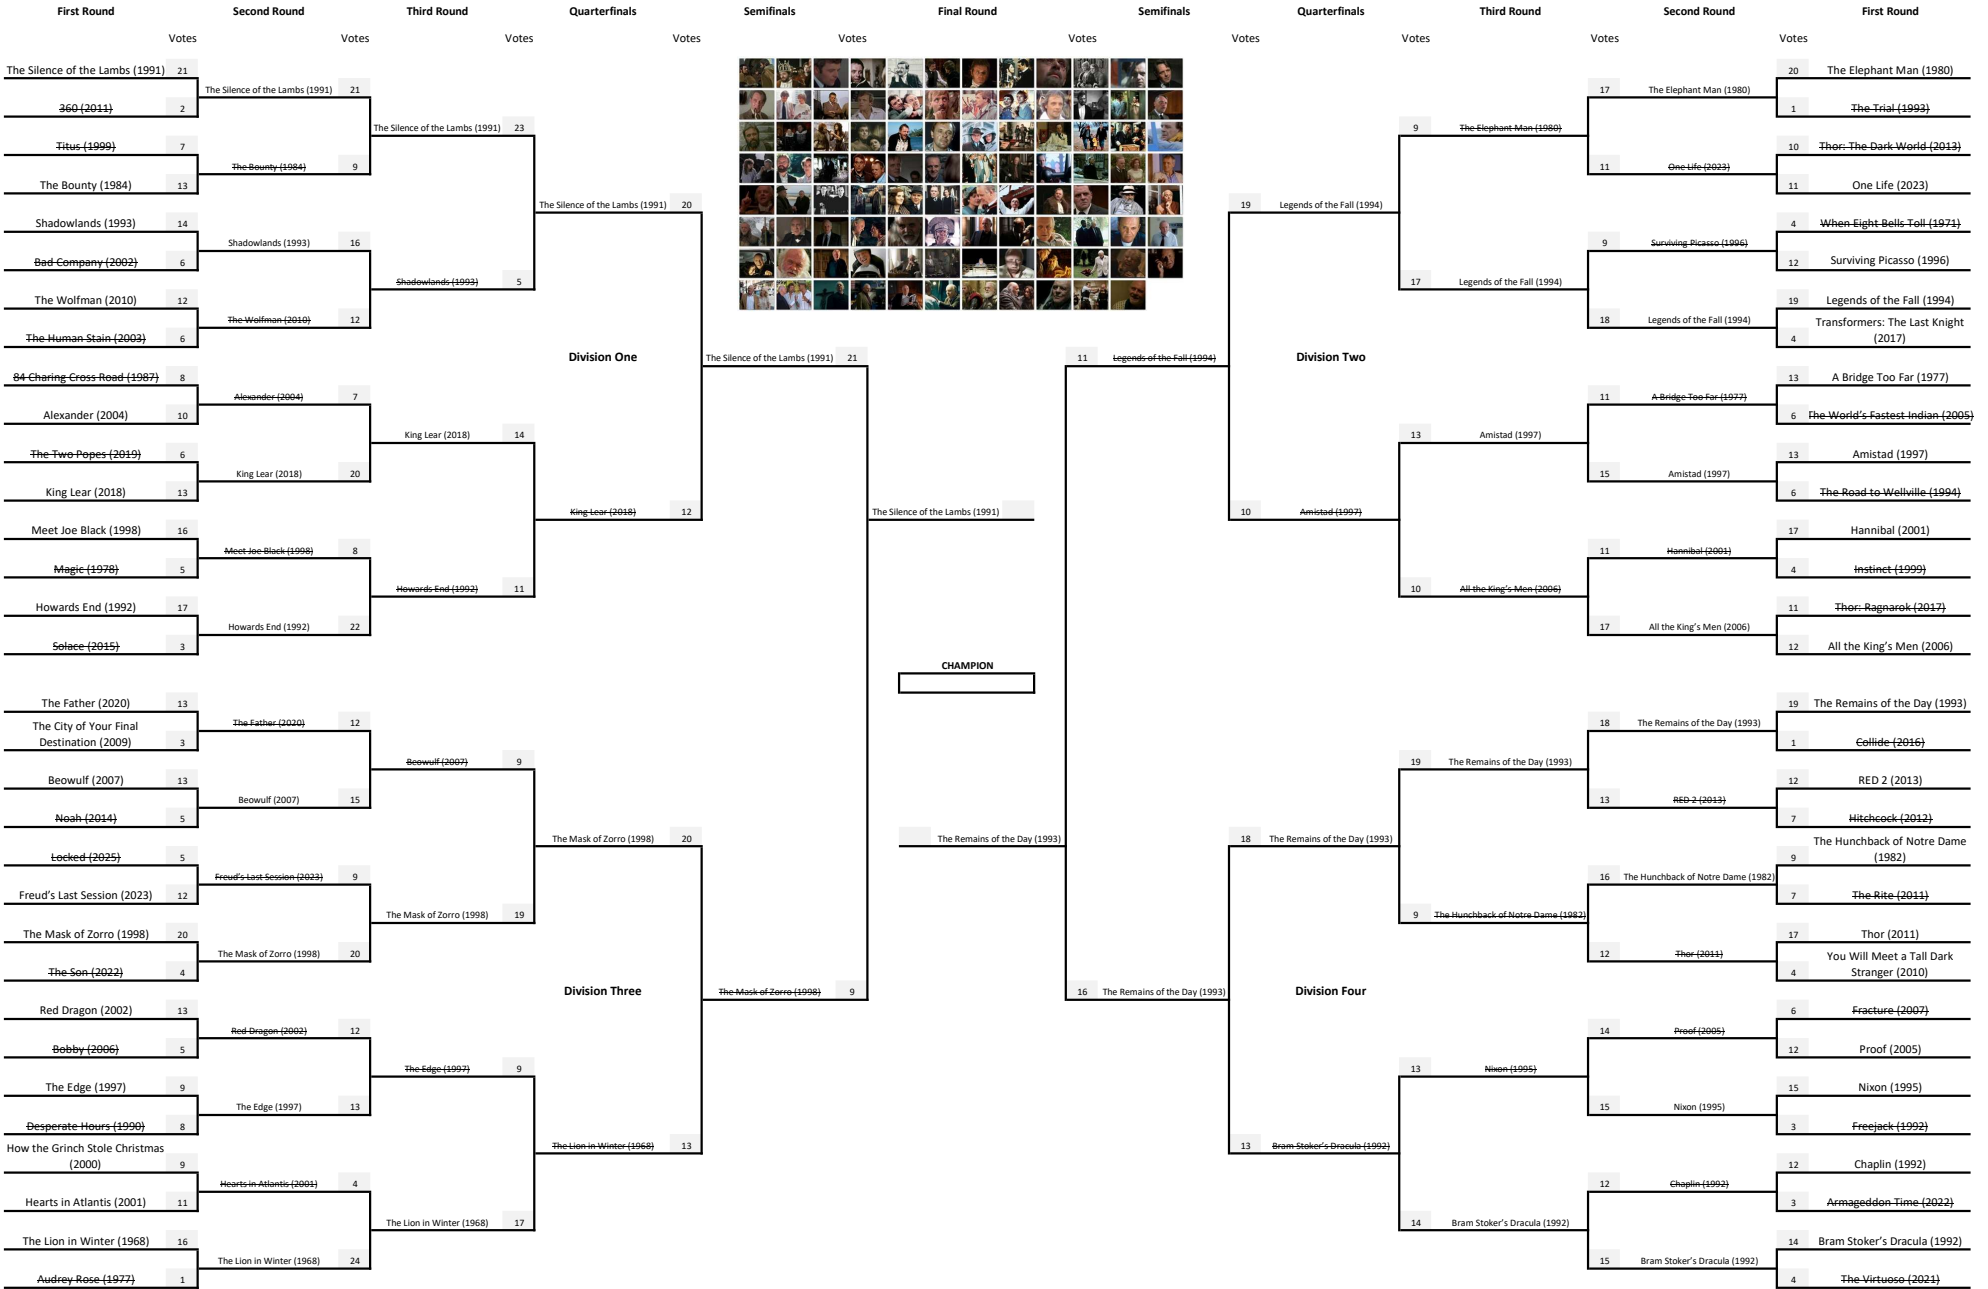 First Round Second Round Third Round Quarterfinals Semifinals Final Round Semifinals Quarterfinals Third Round Second Round First Round
Votes Votes Votes Votes Votes Votes Votes Votes Votes Votes
The Silence of the Lambs (1991) 21
360 (2011) 2
Titus (1999) 7
The Bounty (1984) 13
Shadowlands (1993) 14
Bad Company (2002) 6
The Wolfman (2010) 12
The Human Stain (2003) 6
84 Charing Cross Road (1987) 8
Alexander (2004) 10
The Two Popes (2019) 6
King Lear (2018) 13
Meet Joe Black (1998) 16
Magic (1978) 5
Howards End (1992) 17
Solace (2015) 3
The Father (2020) 13
The City of Your Final
Destination (2009) 3
Beowulf (2007) 13
Noah (2014) 5
Locked (2025) 5
Freud's Last Session (2023) 12
The Mask of Zorro (1998) 20
The Son (2022) 4
Red Dragon (2002) 13
Bobby (2006) 5
The Edge (1997) 9
Desperate Hours (1990) 8
How the Grinch Stole Christmas
(2000) 9
Hearts in Atlantis (2001) 11
The Lion in Winter (1968) 16
Audrey Rose (1977) 1
The Silence of the Lambs (1991) 21
The Bounty (1984) 9
Shadowlands (1993) 16
The Wolfman (2010) 12
Alexander (2004) 7
King Lear (2018) 20
Meet Joe Black (1998) 8
Howards End (1992) 22
The Father (2020) 12
Beowulf (2007) 15
Freud's Last Session (2023) 9
The Mask of Zorro (1998) 20
Red Dragon (2002) 12
The Edge (1997) 13
Hearts in Atlantis (2001) 4
The Lion in Winter (1968) 24
The Silence of the Lambs (1991) 23
Shadowlands (1993) 5
King Lear (2018) 14
Howards End (1992) 11
Beowulf (2007) 9
The Mask of Zorro (1998) 19
The Edge (1997) 9
The Lion in Winter (1968) 17
The Silence of the Lambs (1991) 20
Division One
King Lear (2018) 12
The Mask of Zorro (1998) 20
Division Three
The Lion in Winter (1968) 13
The Silence of the Lambs (1991) 21
The Mask of Zorro (1998) 9
The Silence of the Lambs (1991)
CHAMPION
The Remains of the Day (1993)
11 Legends of the Fall (1994)
16 The Remains of the Day (1993)
19 Legends of the Fall (1994)
Division Two
10 Amistad (1997)
18 The Remains of the Day (1993)
Division Four
13 Bram Stoker's Dracula (1992)
9 The Elephant Man (1980)
17 Legends of the Fall (1994)
13 Amistad (1997)
10 All the King's Men (2006)
19 The Remains of the Day (1993)
9 The Hunchback of Notre Dame (1982)
13 Nixon (1995)
14 Bram Stoker's Dracula (1992)
17 The Elephant Man (1980)
11 One Life (2023)
9 Surviving Picasso (1996)
18 Legends of the Fall (1994)
11 A Bridge Too Far (1977)
15 Amistad (1997)
11 Hannibal (2001)
17 All the King's Men (2006)
18 The Remains of the Day (1993)
13 RED 2 (2013)
16 The Hunchback of Notre Dame (1982)
12 Thor (2011)
14 Proof (2005)
15 Nixon (1995)
12 Chaplin (1992)
15 Bram Stoker's Dracula (1992)
20 The Elephant Man (1980)
1 The Trial (1993)
10 Thor: The Dark World (2013)
11 One Life (2023)
4 When Eight Bells Toll (1971)
12 Surviving Picasso (1996)
19 Legends of the Fall (1994)
Transformers: The Last Knight
4 (2017)
13 A Bridge Too Far (1977)
6 The World's Fastest Indian (2005)
13 Amistad (1997)
6 The Road to Wellville (1994)
17 Hannibal (2001)
4 Instinct (1999)
11 Thor: Ragnarok (2017)
12 All the King's Men (2006)
19 The Remains of the Day (1993)
1 Collide (2016)
12 RED 2 (2013)
7 Hitchcock (2012)
The Hunchback of Notre Dame
9 (1982)
7 The Rite (2011)
17 Thor (2011)
You Will Meet a Tall Dark
4 Stranger (2010)
6 Fracture (2007)
12 Proof (2005)
15 Nixon (1995)
3 Freejack (1992)
12 Chaplin (1992)
3 Armageddon Time (2022)
14 Bram Stoker's Dracula (1992)
4 The Virtuoso (2021)